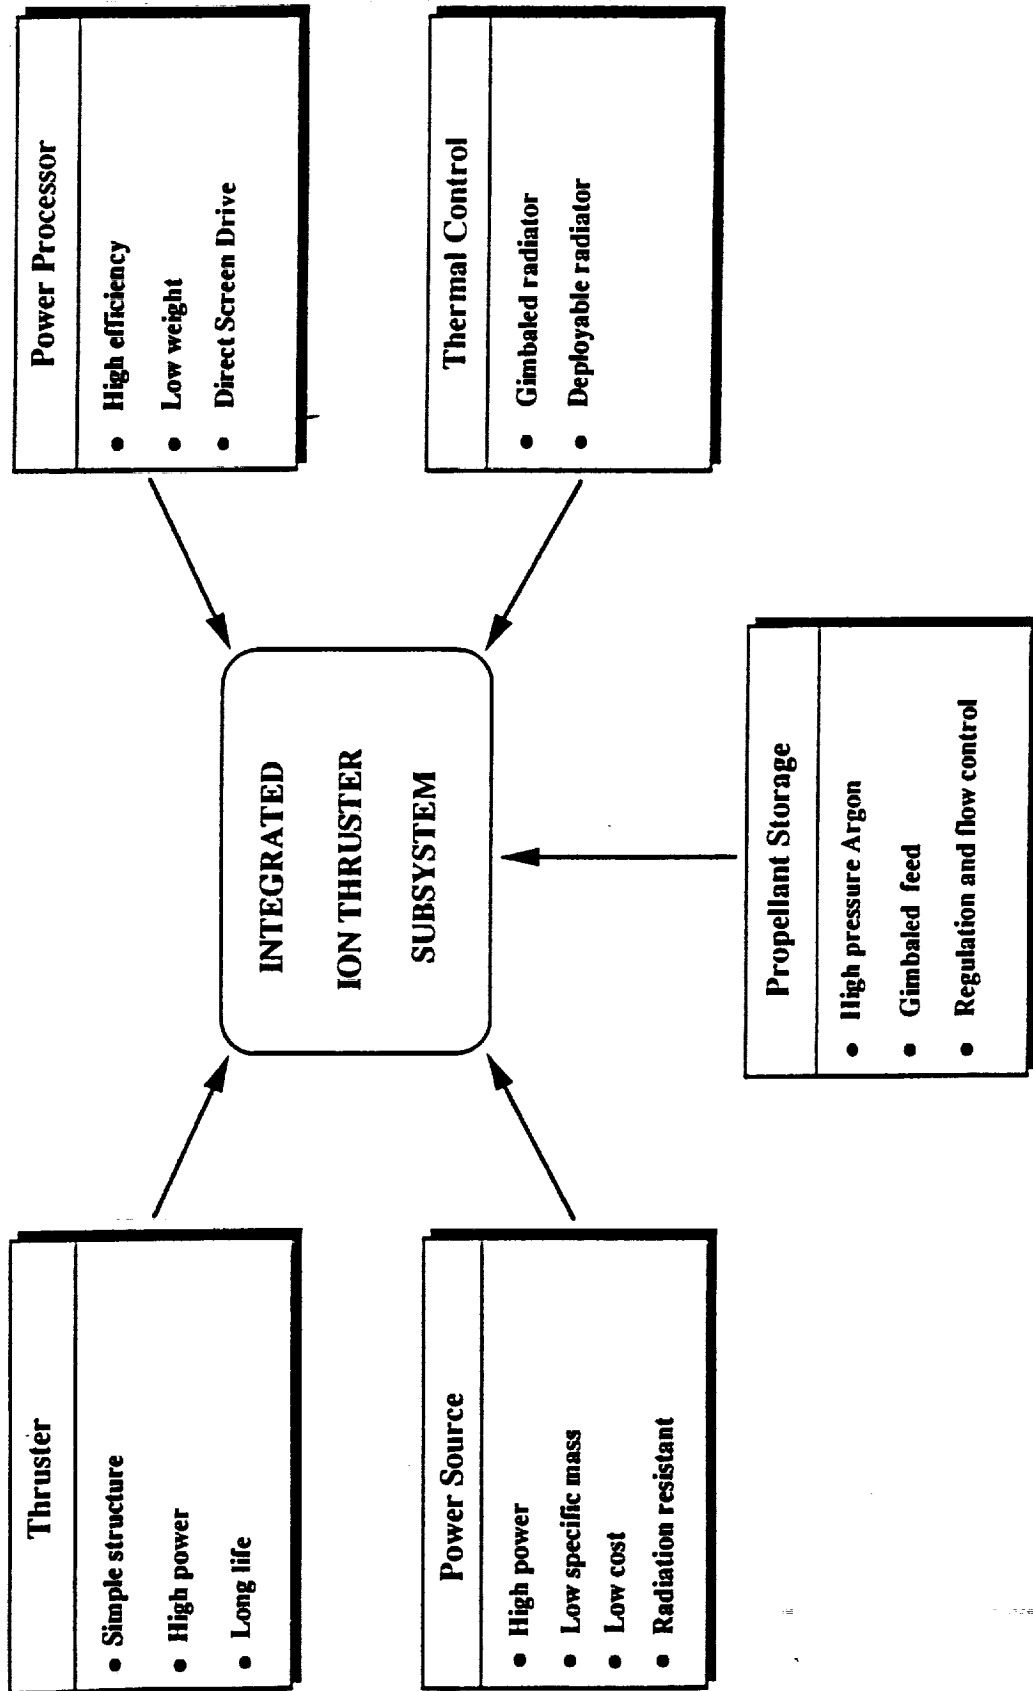 Thruster
• Simple structure
• High power
• Long life
Power Processor
• High efficiency
• Low weight
• Direct Screen Drive
INTEGRATED
ION THRUSTER
SUBSYSTEM
Power Source
• High power
• Low specific mass
• Low cost
• Radiation resistant
Thermal Control
• Gimbaled radiator
• Deployable radiator
Propellant Storage
• High pressure Argon
• Gimbaled feed
• Regulation and flow control